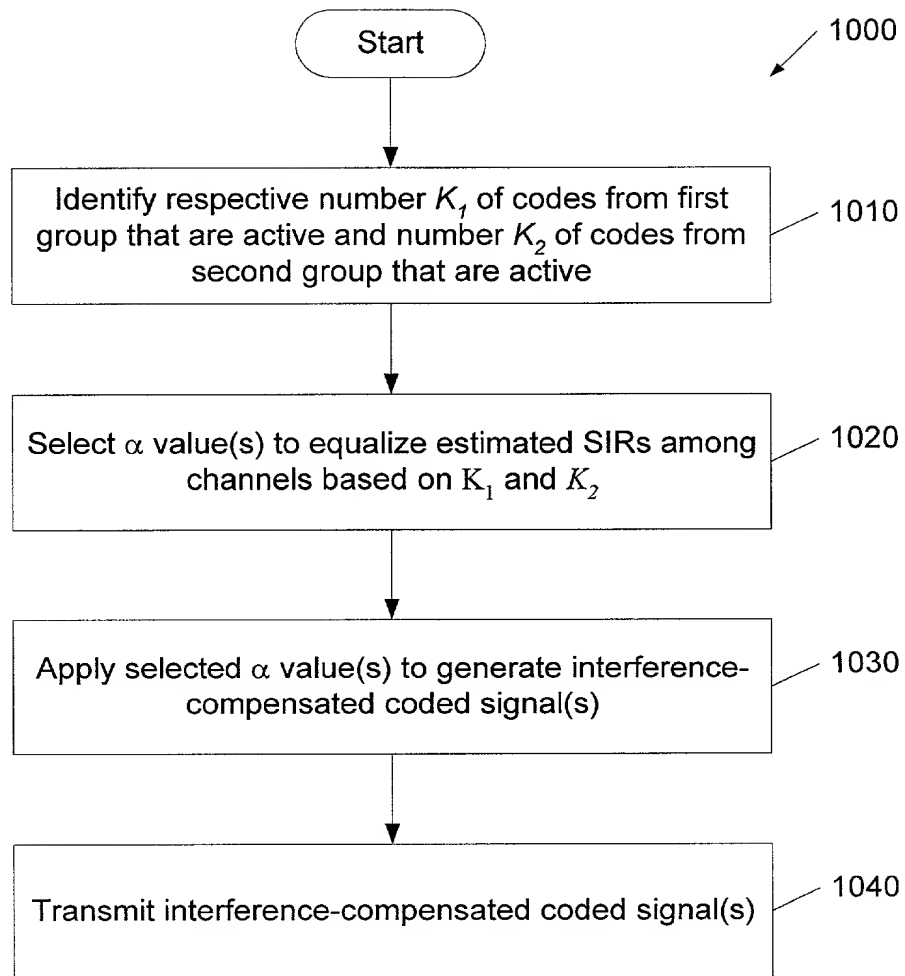 Start
1000
Identify respective number K₁ of codes from first
group that are active and number K₂ of codes from
second group that are active
1010
Select α value(s) to equalize estimated SIRs among
channels based on K₁ and K₂
1020
Apply selected α value(s) to generate interference-
compensated coded signal(s)
1030
Transmit interference-compensated coded signal(s)
1040